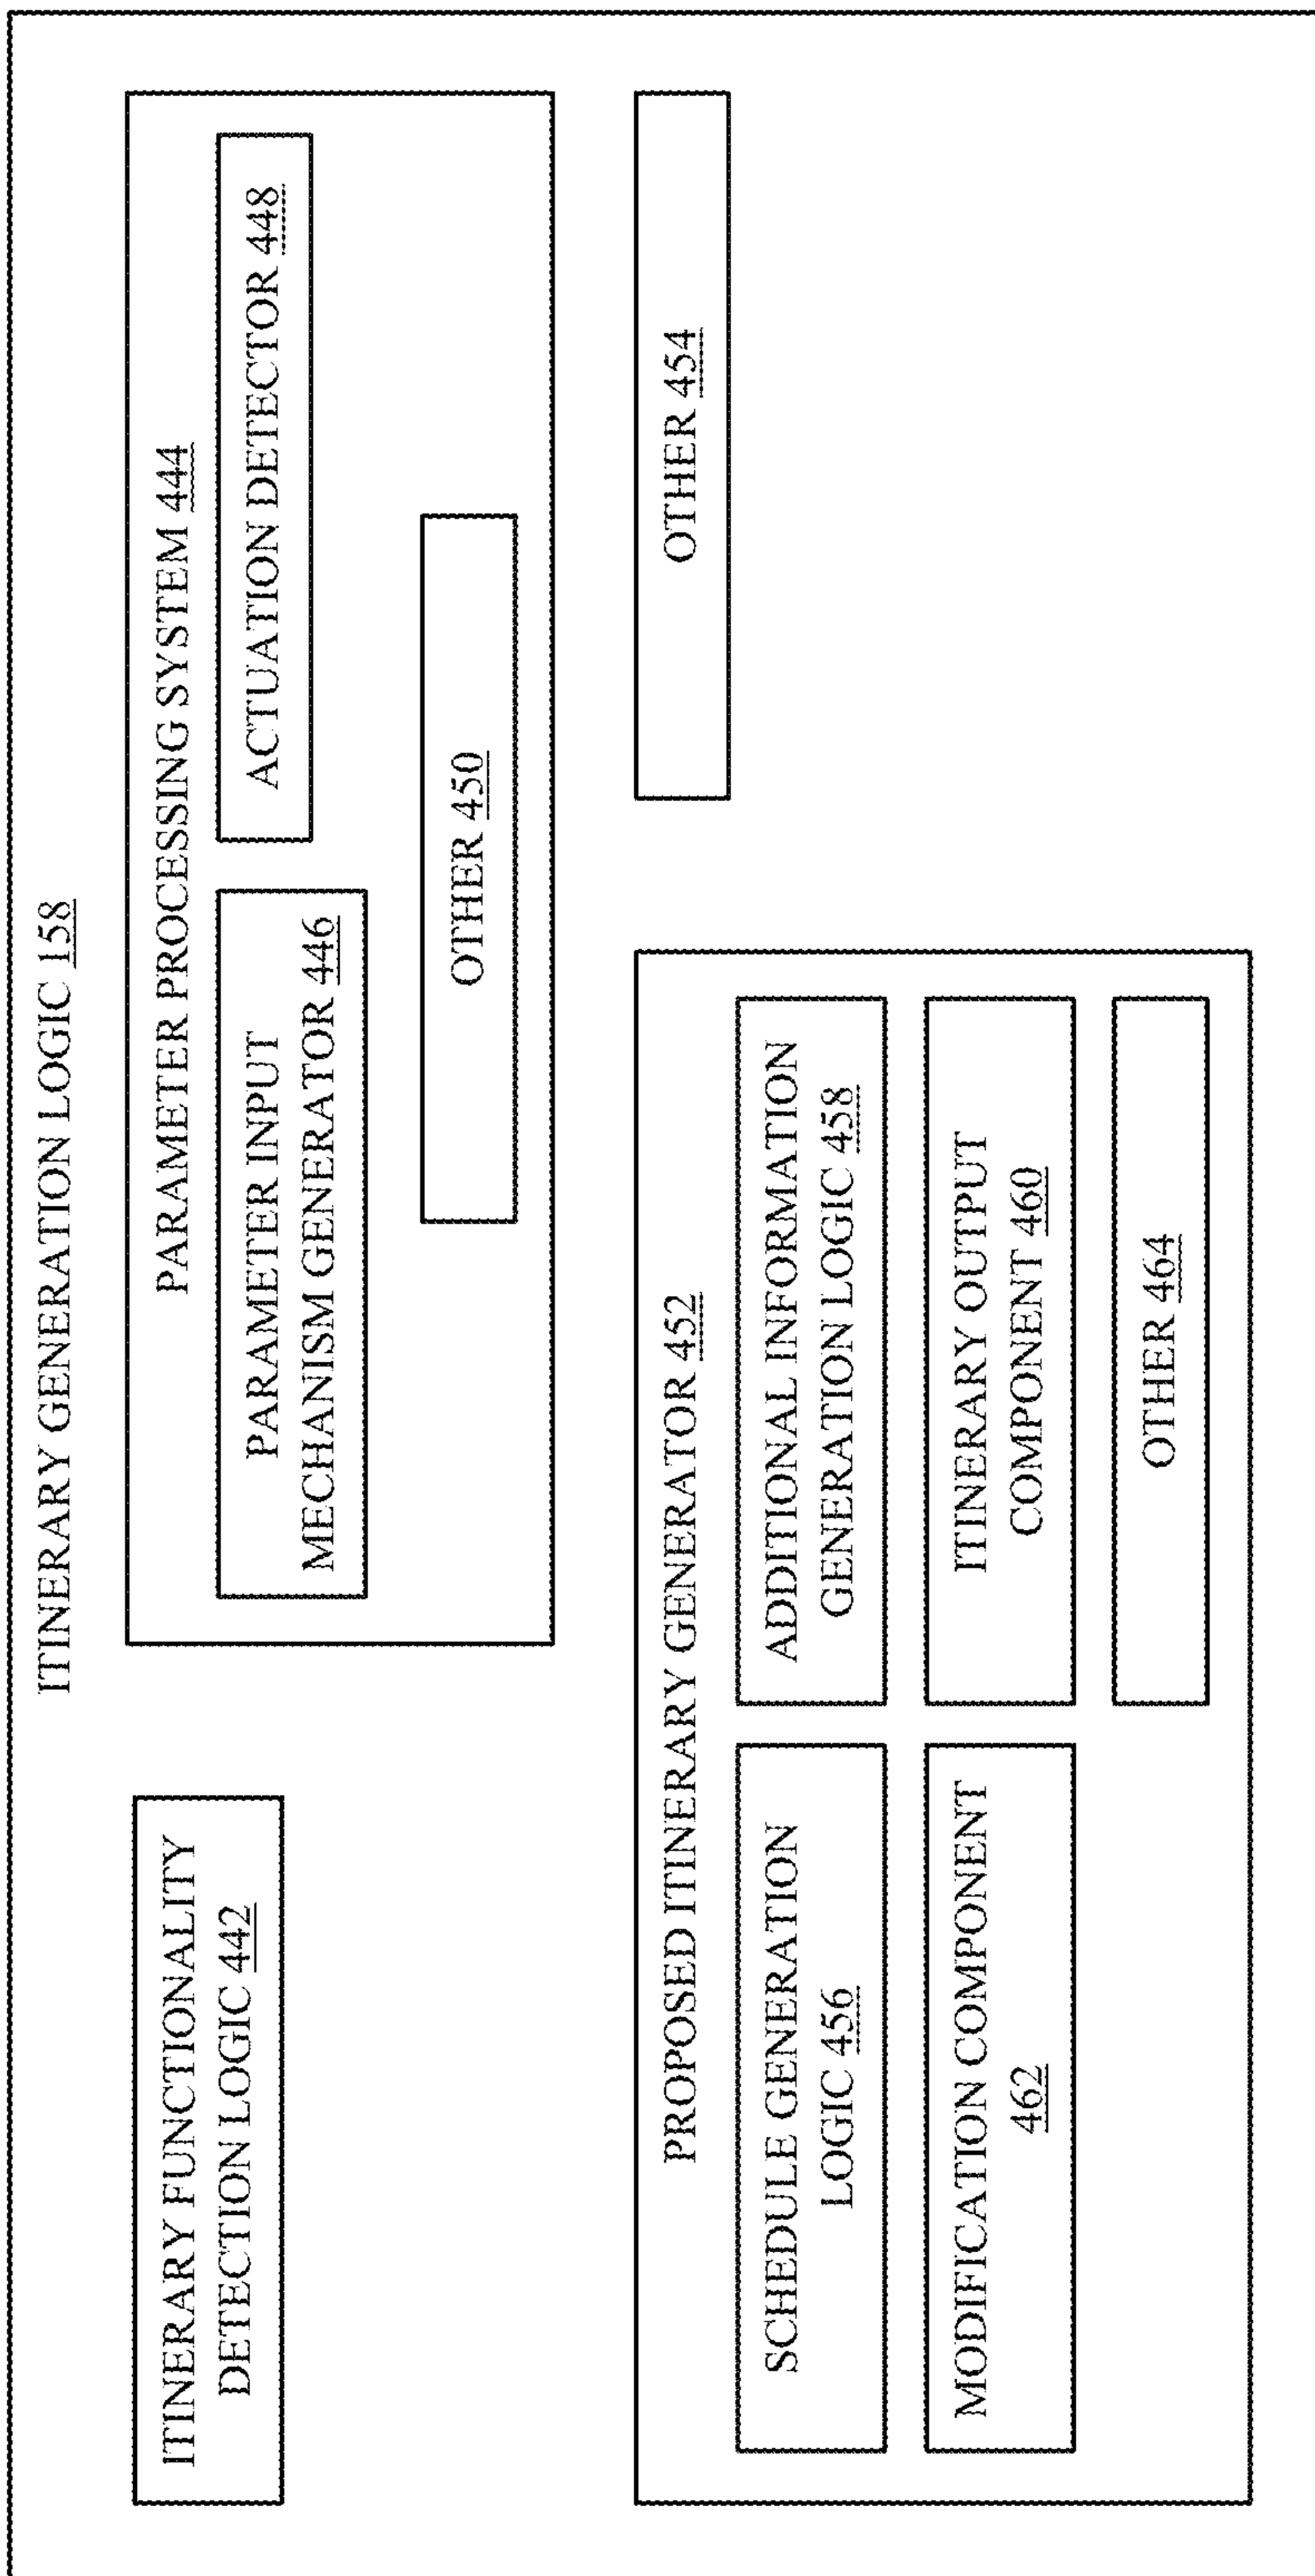 ITINERARY GENERATION LOGIC 158
ITINERARY FUNCTIONALITY
DETECTION LOGIC 442
PARAMETER PROCESSING SYSTEM 444
PARAMETER INPUT
MECHANISM GENERATOR 446
ACTUATION DETECTOR 448
OTHER 450
PROPOSED ITINERARY GENERATOR 452
SCHEDULE GENERATION
LOGIC 456
ADDITIONAL INFORMATION
GENERATION LOGIC 458
MODIFICATION COMPONENT
462
ITINERARY OUTPUT
COMPONENT 460
OTHER 464
OTHER 454